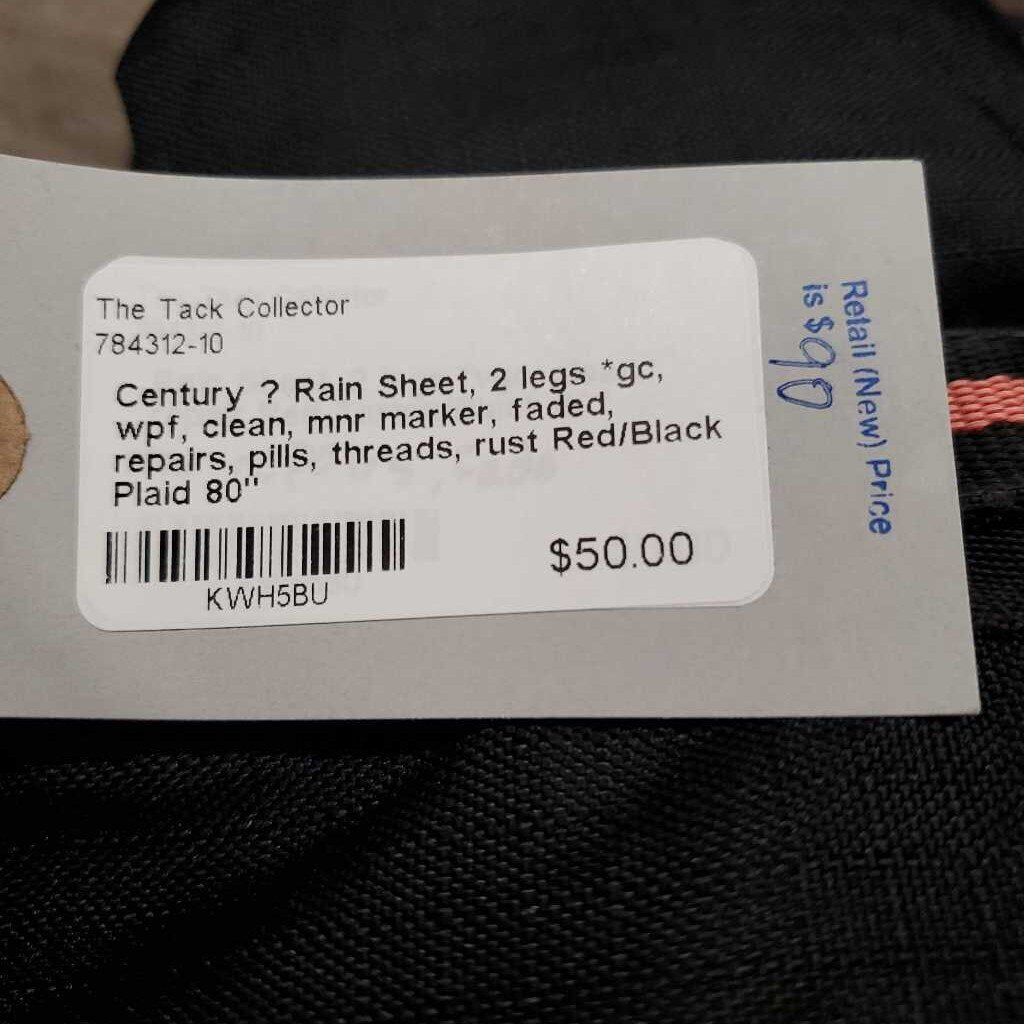 The Tack Collector
784312-10
Century ? Rain Sheet, 2 legs *gc,
wpf, clean, mnr marker, faded,
repairs, pills, threads, rust Red/Black
Plaid 80"
KWH5BU
$50.00
Retail (New) Price
is $90